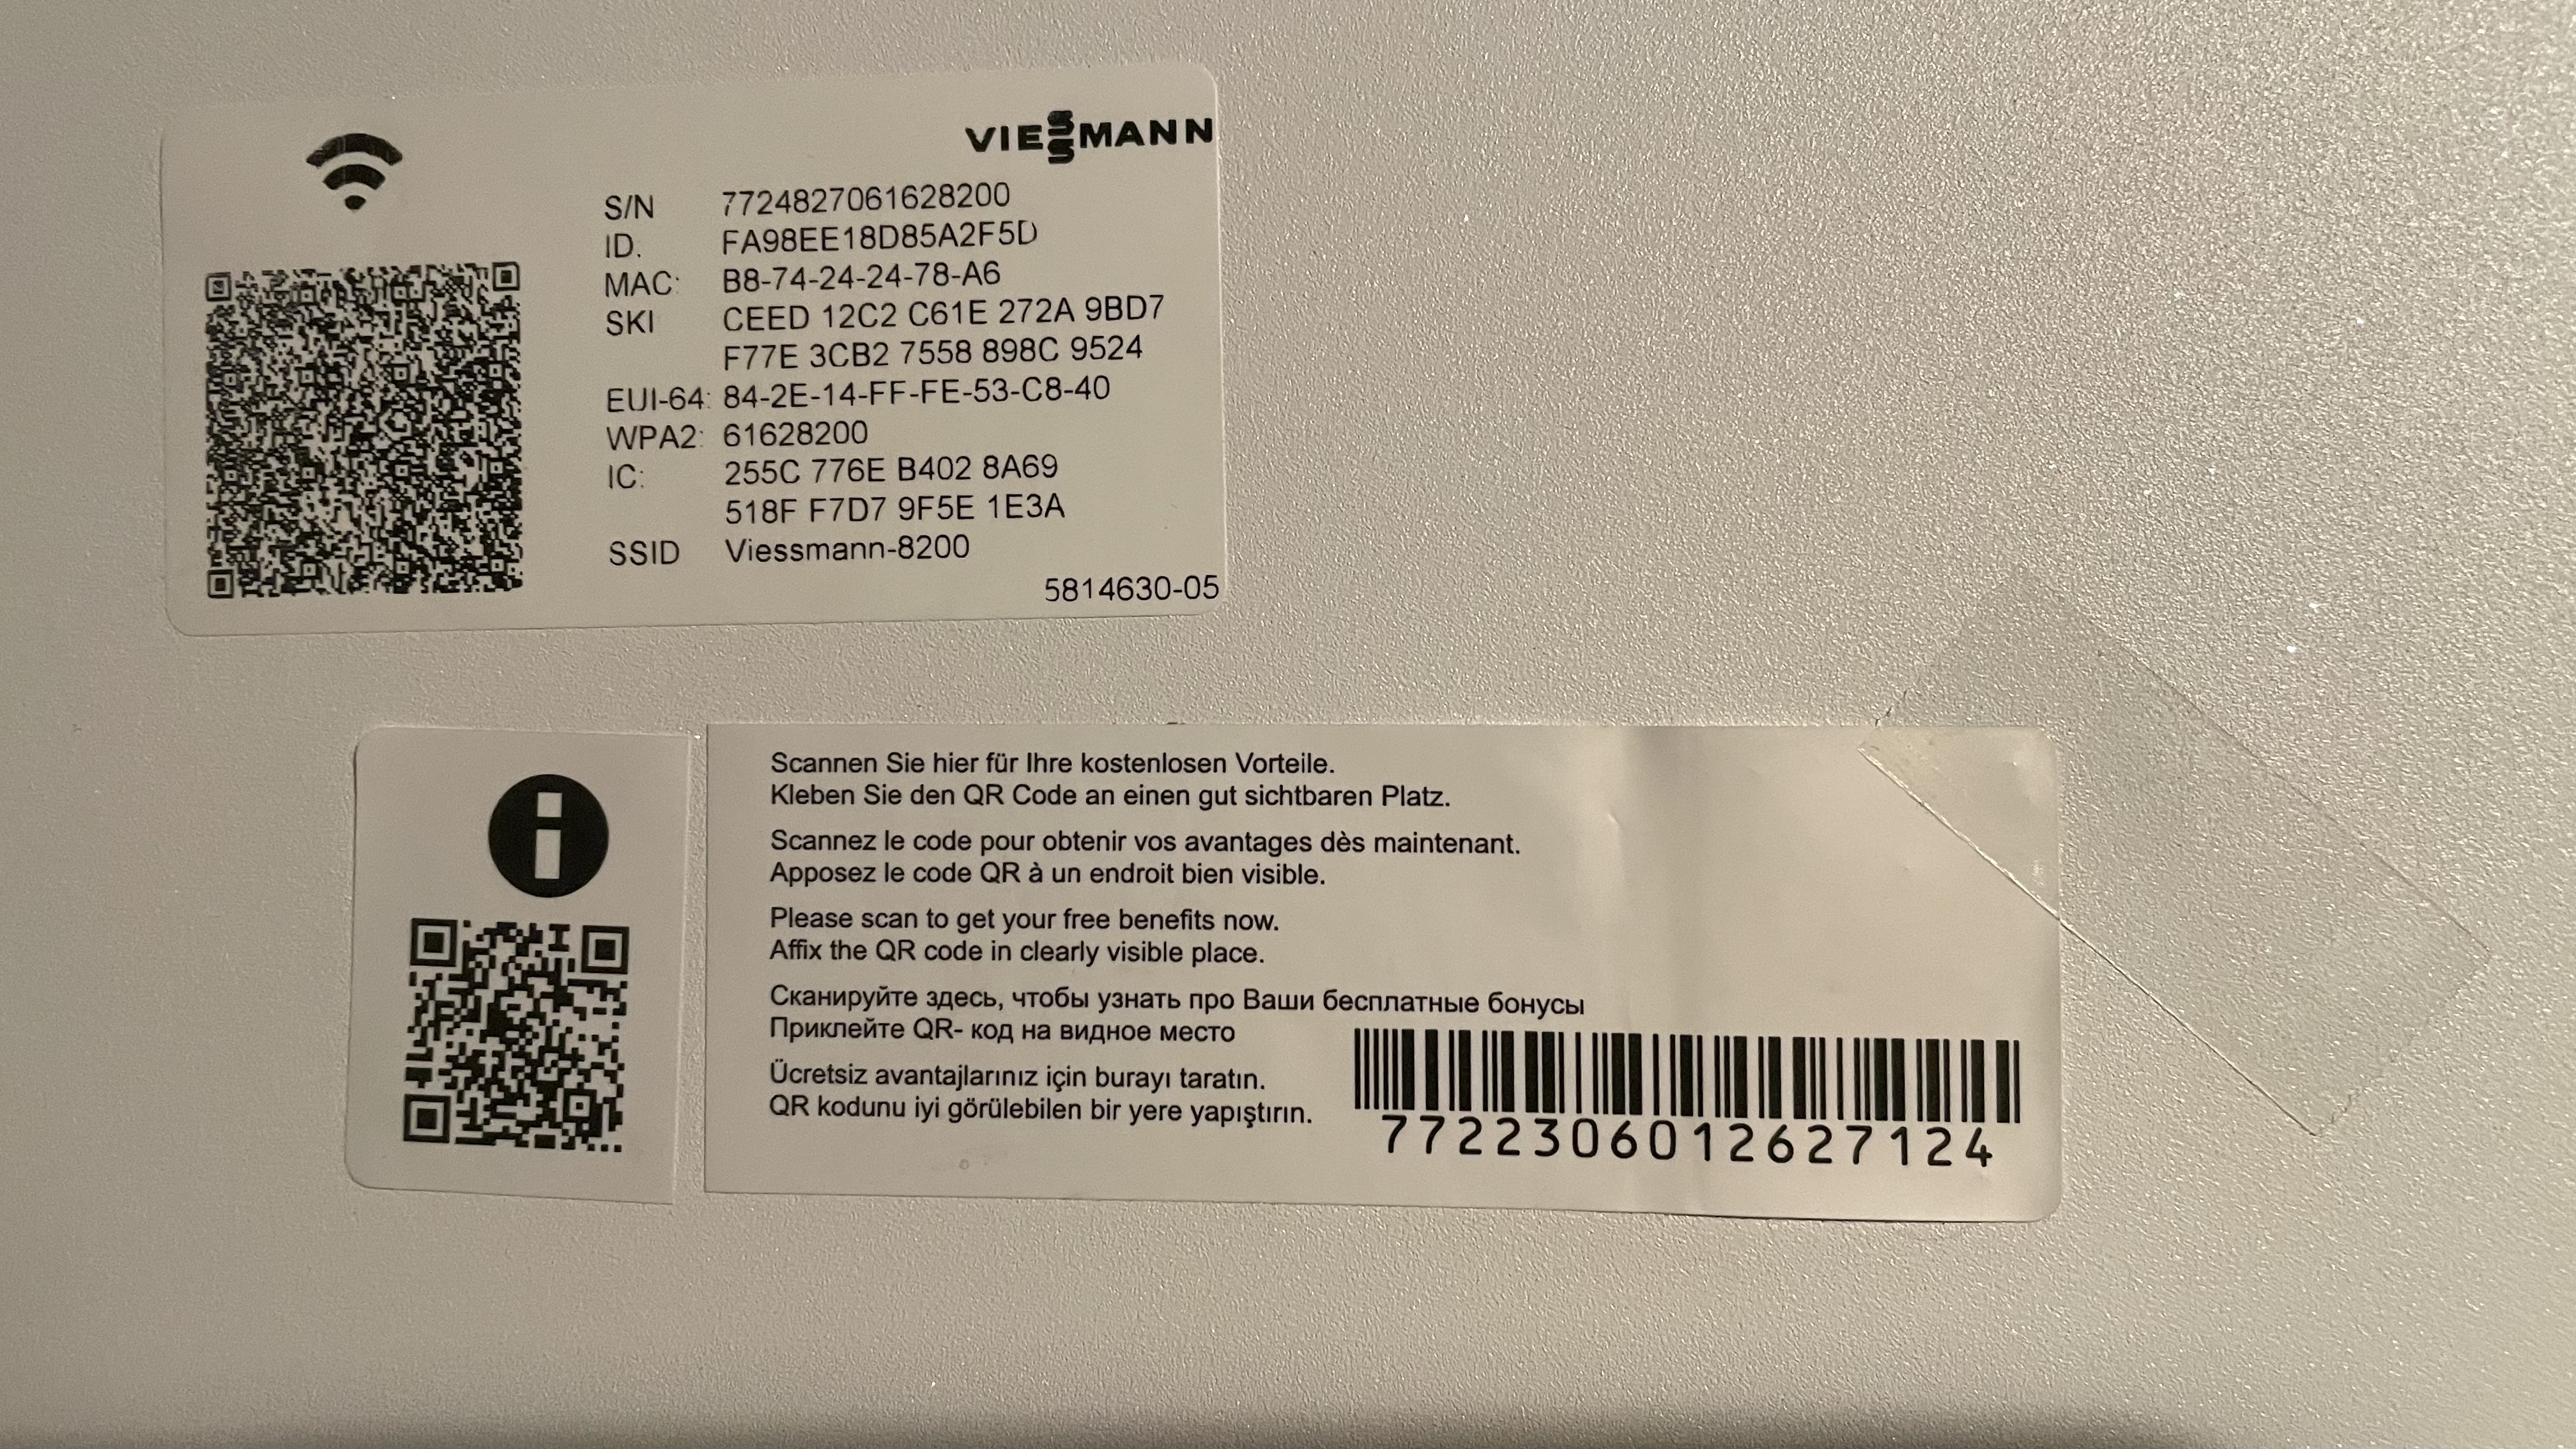 VIESSMANN
S/N 7724827061628200
ID. FA98EE18D85A2F5D
MAC: B8-74-24-24-78-A6
SKI CEED 12C2 C61E 272A 9BD7
F77E 3CB2 7558 898C 9524
EUI-64: 84-2E-14-FF-FE-53-C8-40
WPA2: 61628200
IC: 255C 776E B402 8A69
518F F7D7 9F5E 1E3A
SSID Viessmann-8200
5814630-05
i
Scannen Sie hier für Ihre kostenlosen Vorteile.
Kleben Sie den QR Code an einen gut sichtbaren Platz.
Scannez le code pour obtenir vos avantages dès maintenant.
Apposez le code QR à un endroit bien visible.
Please scan to get your free benefits now.
Affix the QR code in clearly visible place.
Сканируйте здесь, чтобы узнать про Ваши бесплатные бонусы
Приклейте QR- код на видное место
Ücretsiz avantajlarınız için burayı taratın.
QR kodunu iyi görülebilen bir yere yapıştırın.
7722306012627124